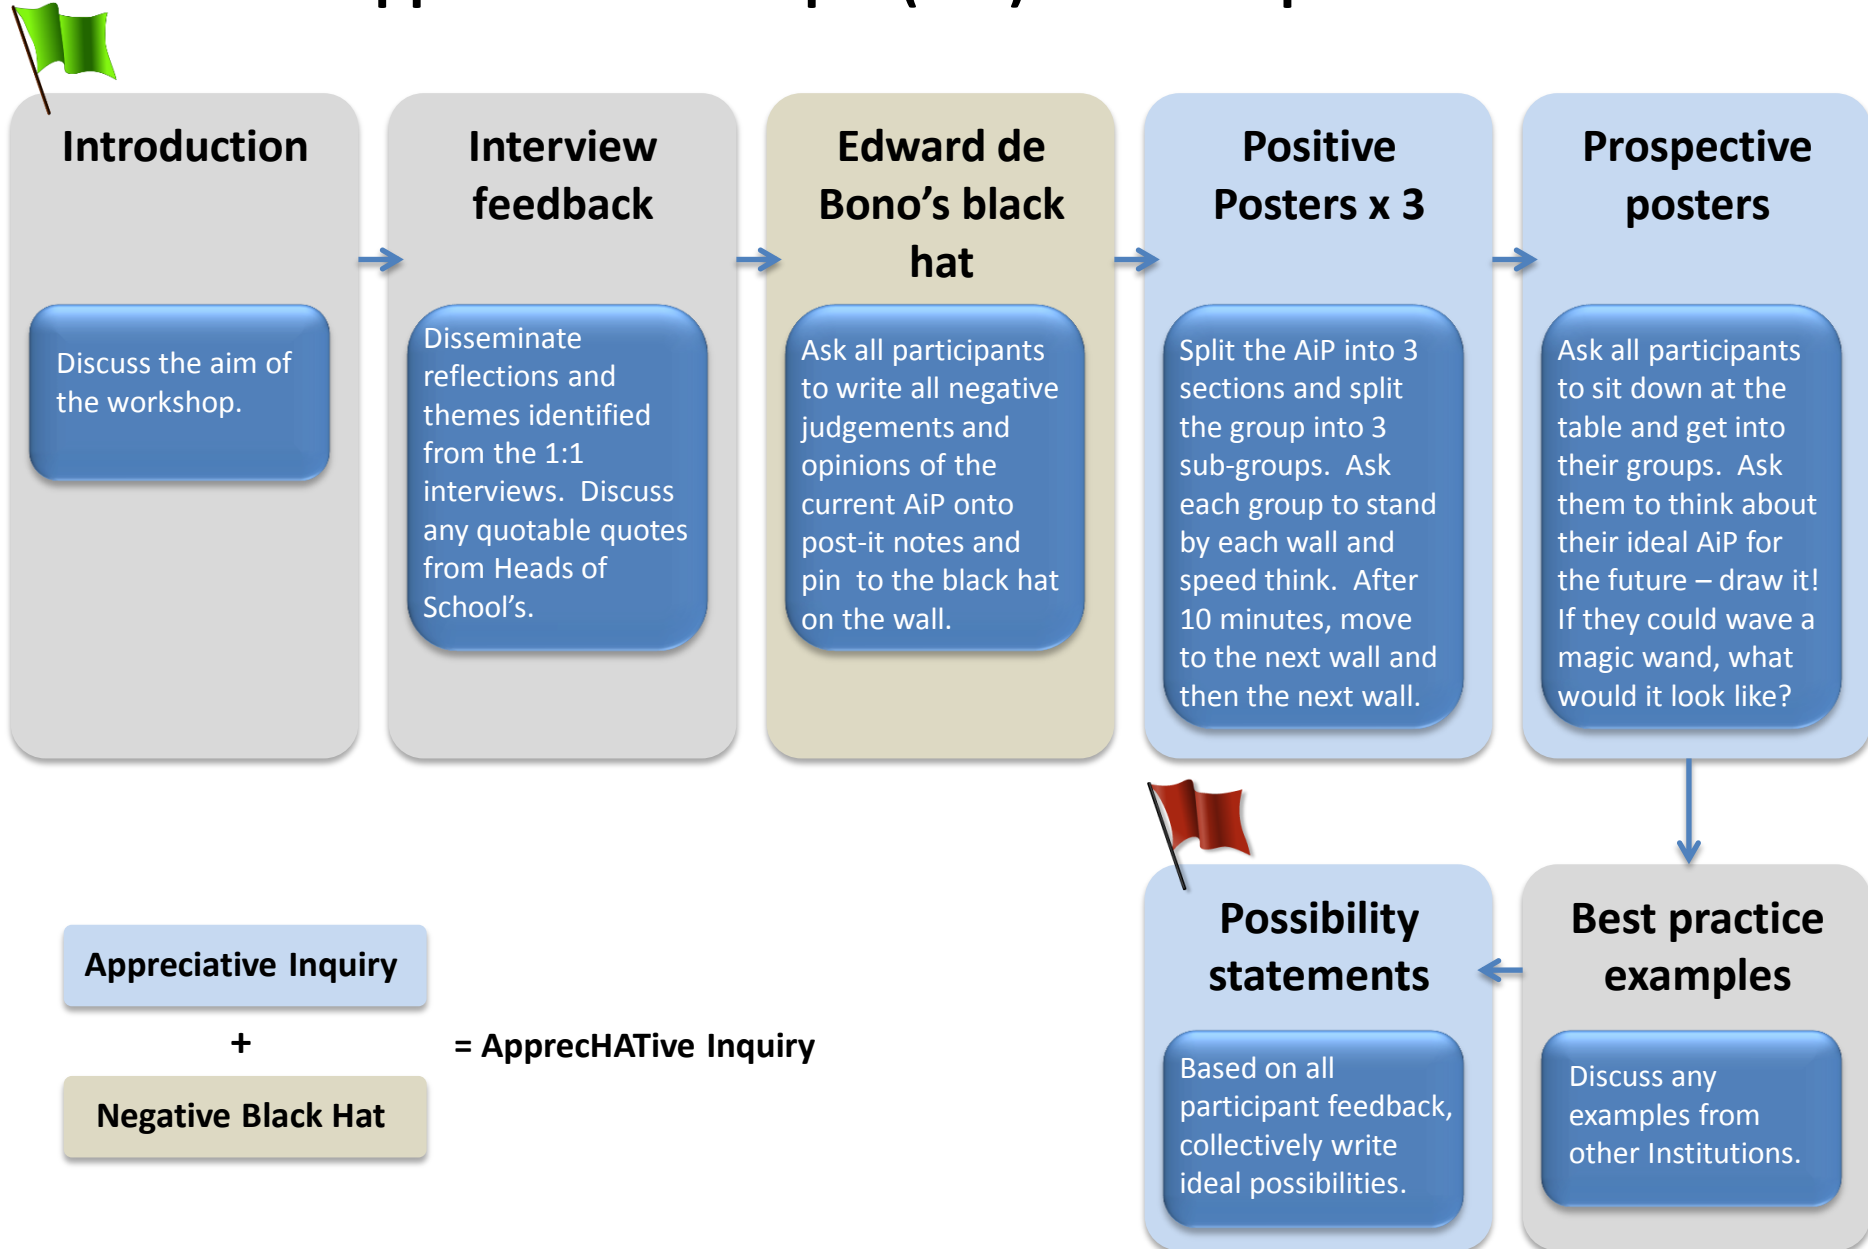 Introduction
Discuss the aim of
the workshop.
Interview
feedback
Disseminate
reflections and
themes identified
from the 1:1
interviews.  Discuss
any quotable quotes
from Heads of
School's.
Edward de
Bono's black
hat
Ask all participants
to write all negative
judgements and
opinions of the
current AiP onto
post-it notes and
pin  to the black hat
on the wall.
Positive
Posters x 3
Split the AiP into 3
sections and split
the group into 3
sub-groups.  Ask
each group to stand
by each wall and
speed think.  After
10 minutes, move
to the next wall and
then the next wall.
Prospective
posters
Ask all participants
to sit down at the
table and get into
their groups.  Ask
them to think about
their ideal AiP for
the future – draw it!
If they could wave a
magic wand, what
would it look like?
Best practice
examples
Discuss any
examples from
other Institutions.
Possibility
statements
Based on all
participant feedback,
collectively write
ideal possibilities.
Appreciative Inquiry
+
Negative Black Hat
= ApprecHATive Inquiry